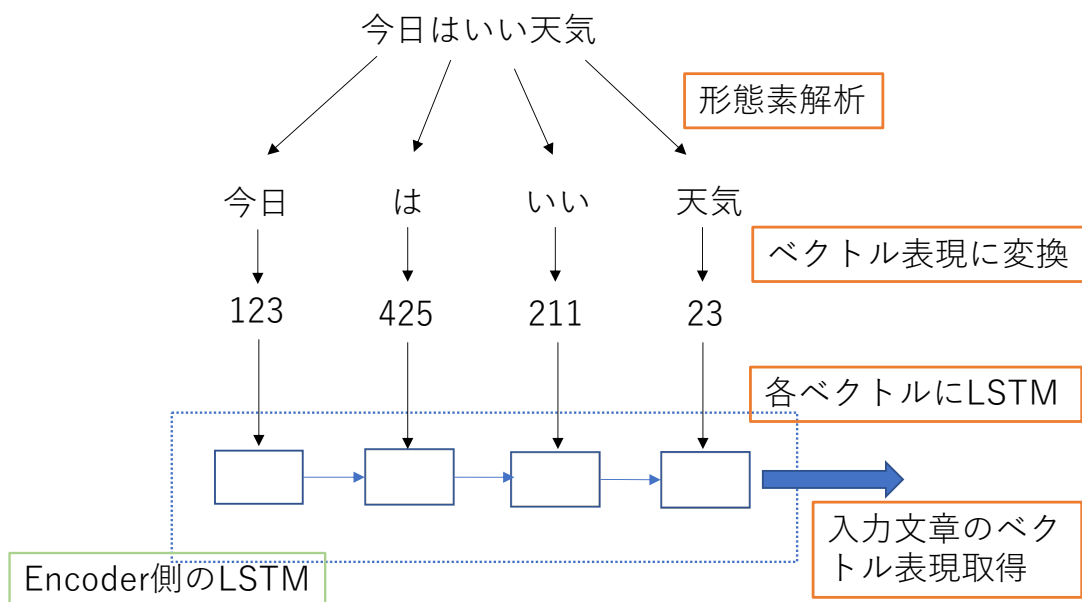 今日はいい天気
形態素解析
今日
は
いい
天気
ベクトル表現に変換
123
425
211
23
各ベクトルにLSTM
入力文章のベク
トル表現取得
Encoder側のLSTM